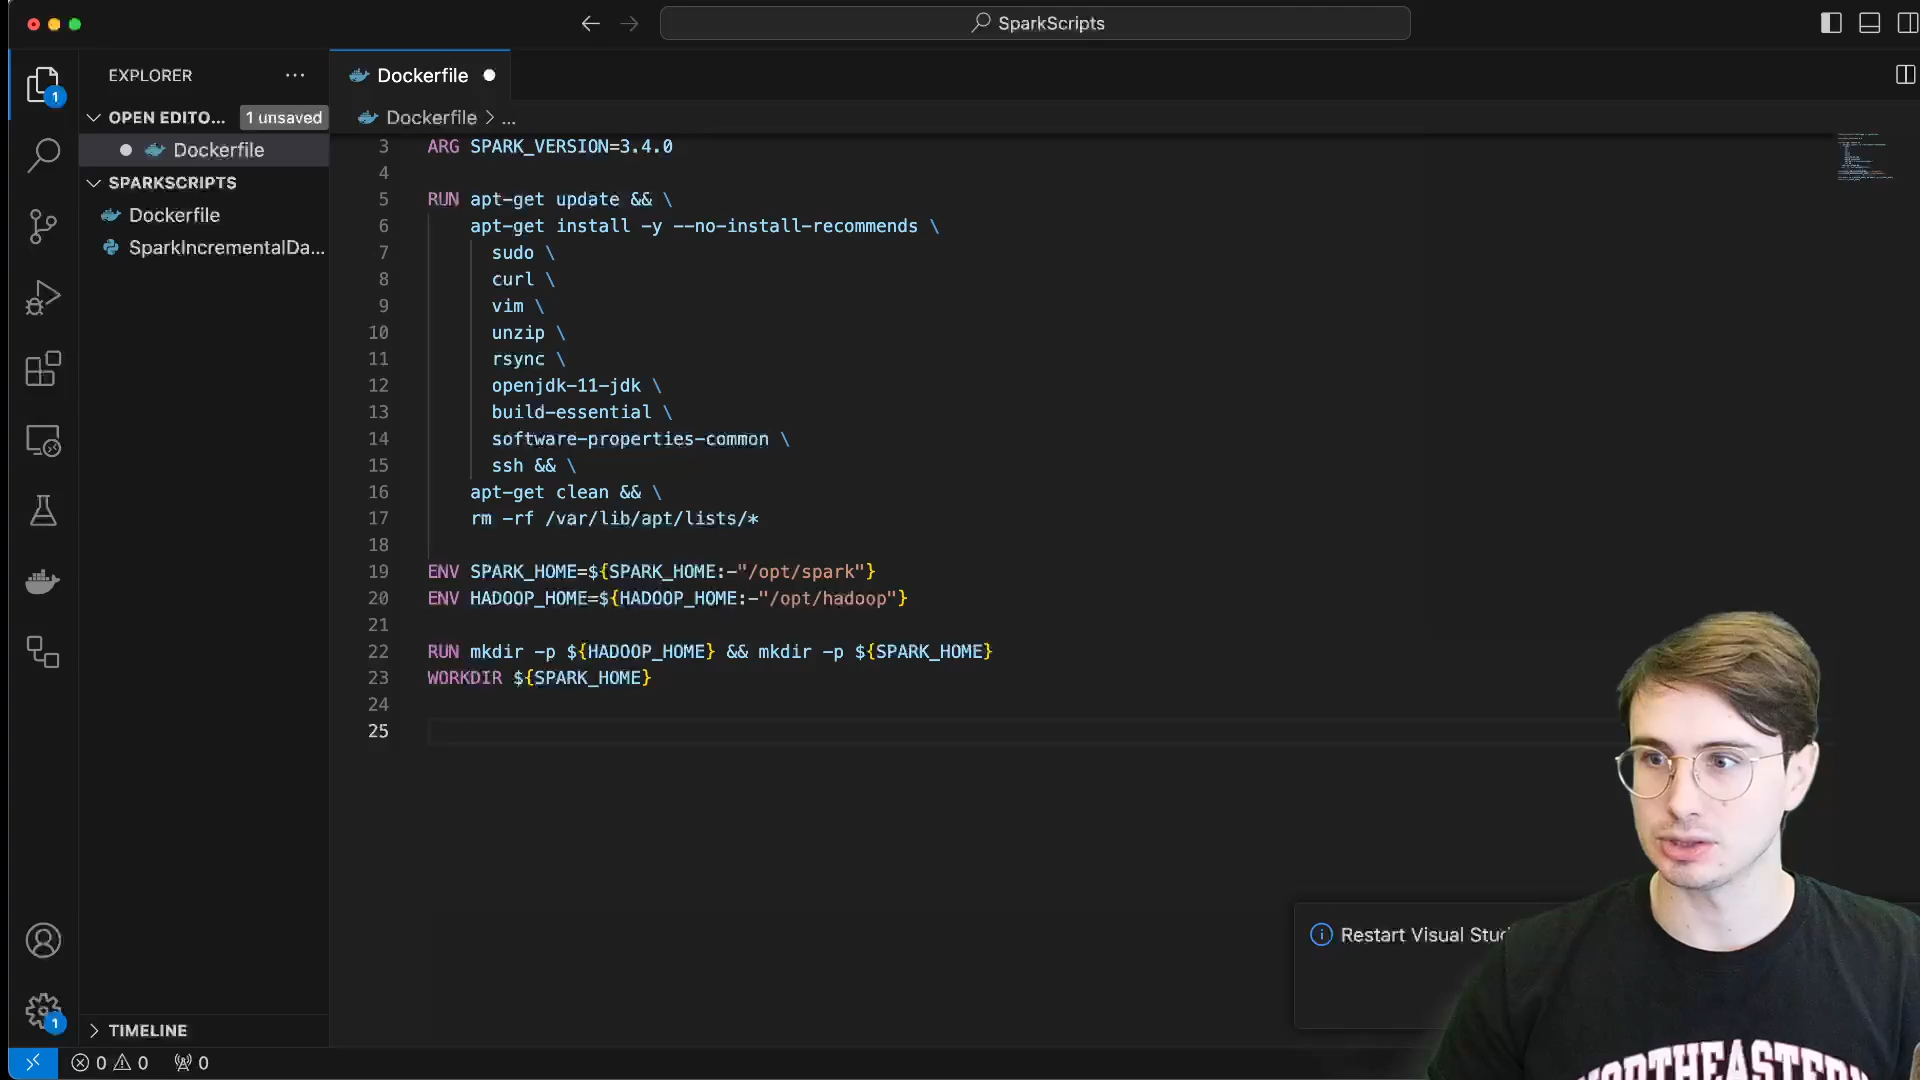 SparkScripts
EXPLORER
Dockerfile
OPEN EDITO... 1 unsaved
Dockerfile > ...
Dockerfile
SPARKSCRIPTS
Dockerfile
SparkIncrementalDa...
3 ARG SPARK_VERSION=3.4.0
4
5 RUN apt-get update && \
6 apt-get install -y --no-install-recommends \
7 sudo \
8 curl \
9 vim \
10 unzip \
11 rsync \
12 openjdk-11-jdk \
13 build-essential \
14 software-properties-common \
15 ssh && \
16 apt-get clean && \
17 rm -rf /var/lib/apt/lists/*
18
19 ENV SPARK_HOME=${SPARK_HOME:-"/opt/spark"}
20 ENV HADOOP_HOME=${HADOOP_HOME:-"/opt/hadoop"}
21
22 RUN mkdir -p ${HADOOP_HOME} && mkdir -p ${SPARK_HOME}
23 WORKDIR ${SPARK_HOME}
24
25
1
Restart Visual Stud
1
TIMELINE
0 0 0
NORTHEASTERN